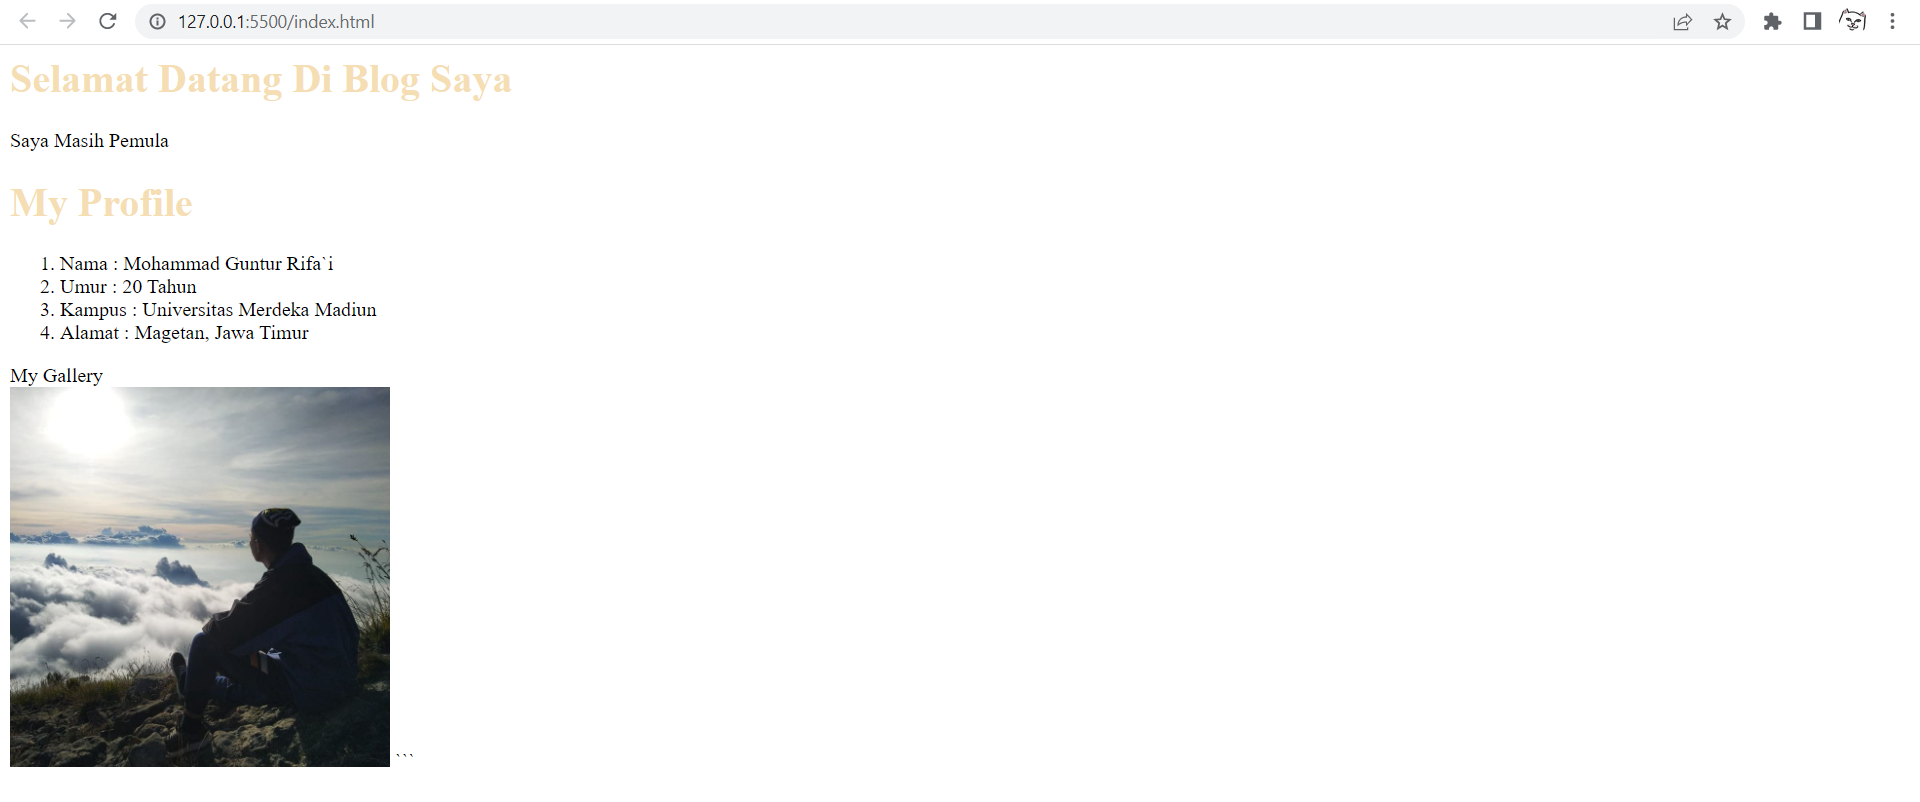 127.0.0.1:5500/index.html
Selamat Datang Di Blog Saya
Saya Masih Pemula
My Profile
1. Nama : Mohammad Guntur Rifa`i
2. Umur : 20 Tahun
3. Kampus : Universitas Merdeka Madiun
4. Alamat : Magetan, Jawa Timur
My Gallery
```